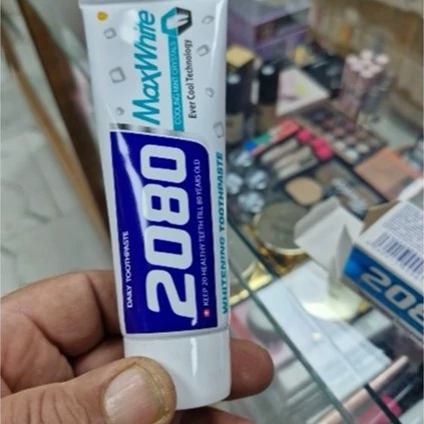 MaxWhite
COOLING MINT CRYSTALS
Ever Cool Technology
DAILY TOOTHPASTE
2080
KEEP 20 HEALTHY TEETH TILL 80 YEARS OLD
WHITENING TOOTHPASTE
208